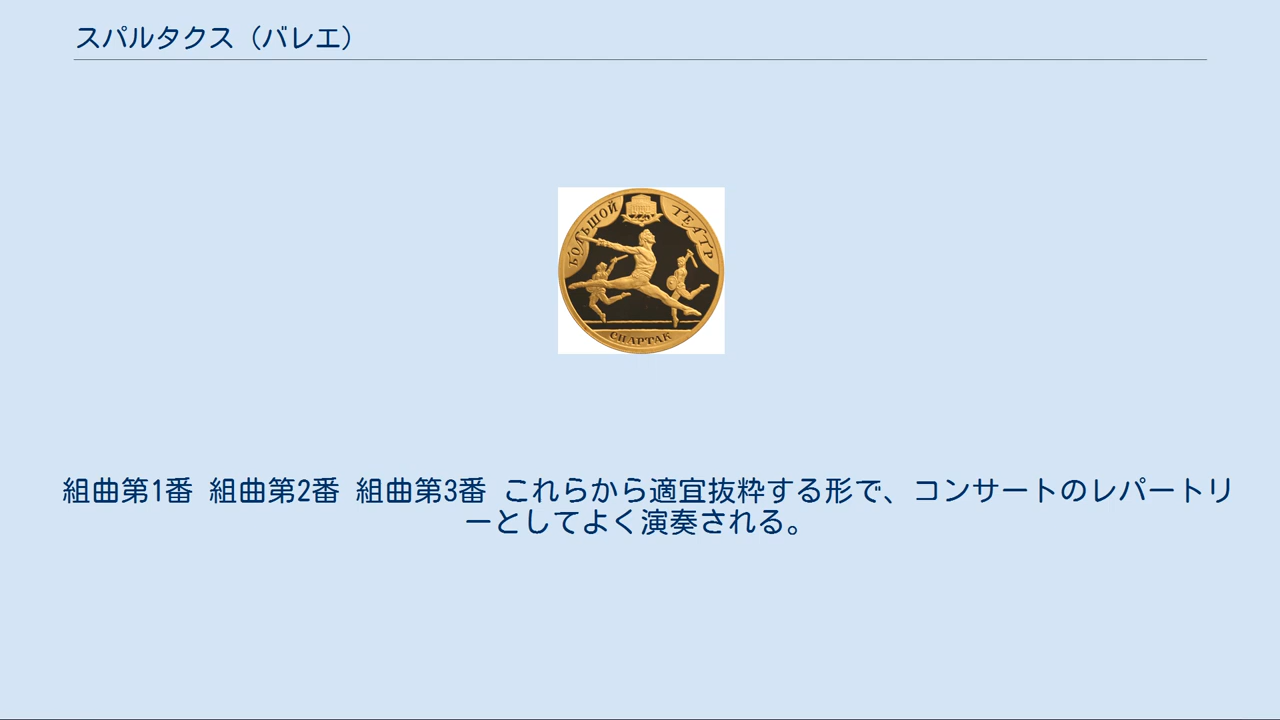 スパルタクス（バレエ）
БОЛЬШОЙ ТЕАТР
225
СПАРТАК
組曲第1番 組曲第2番 組曲第3番 これらから適宜抜粋する形で、コンサートのレパートリ
ーとしてよく演奏される。